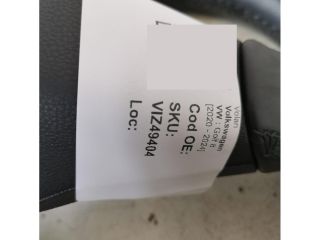 Volan
Volkswagen
VW : Golf 8
[2020 - 2024]
Cod OE:
SKU:
VIZ49404
Loc: